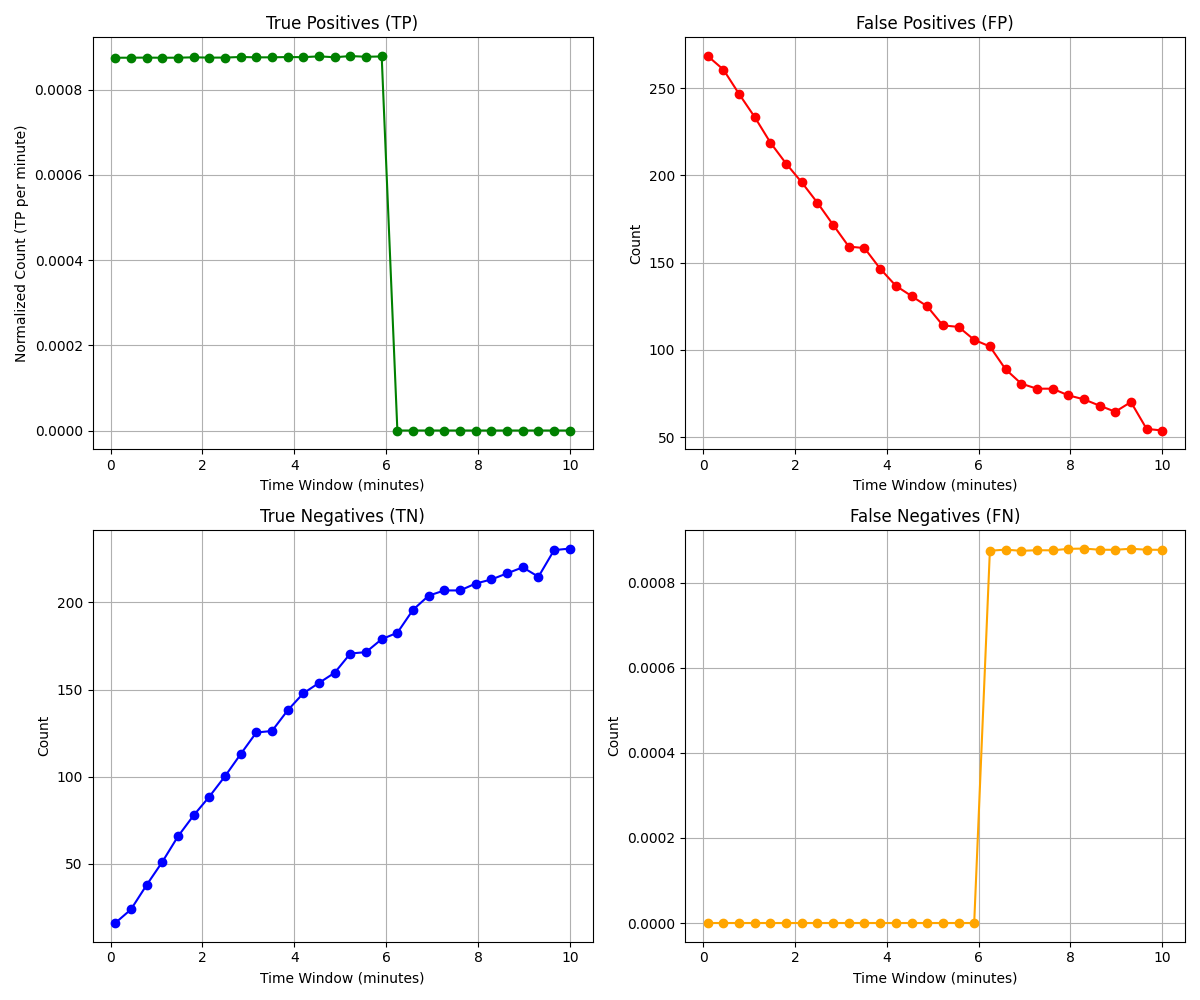 True Positives (TP)
Normalized Count (TP per minute)
0.0008
0.0006
0.0004
0.0002
0.0000
0 2 4 6 8 10
Time Window (minutes)
False Positives (FP)
Count
250
200
150
100
50
0 2 4 6 8 10
Time Window (minutes)
True Negatives (TN)
Count
200
150
100
50
0 2 4 6 8 10
Time Window (minutes)
False Negatives (FN)
Count
0.0008
0.0006
0.0004
0.0002
0.0000
0 2 4 6 8 10
Time Window (minutes)